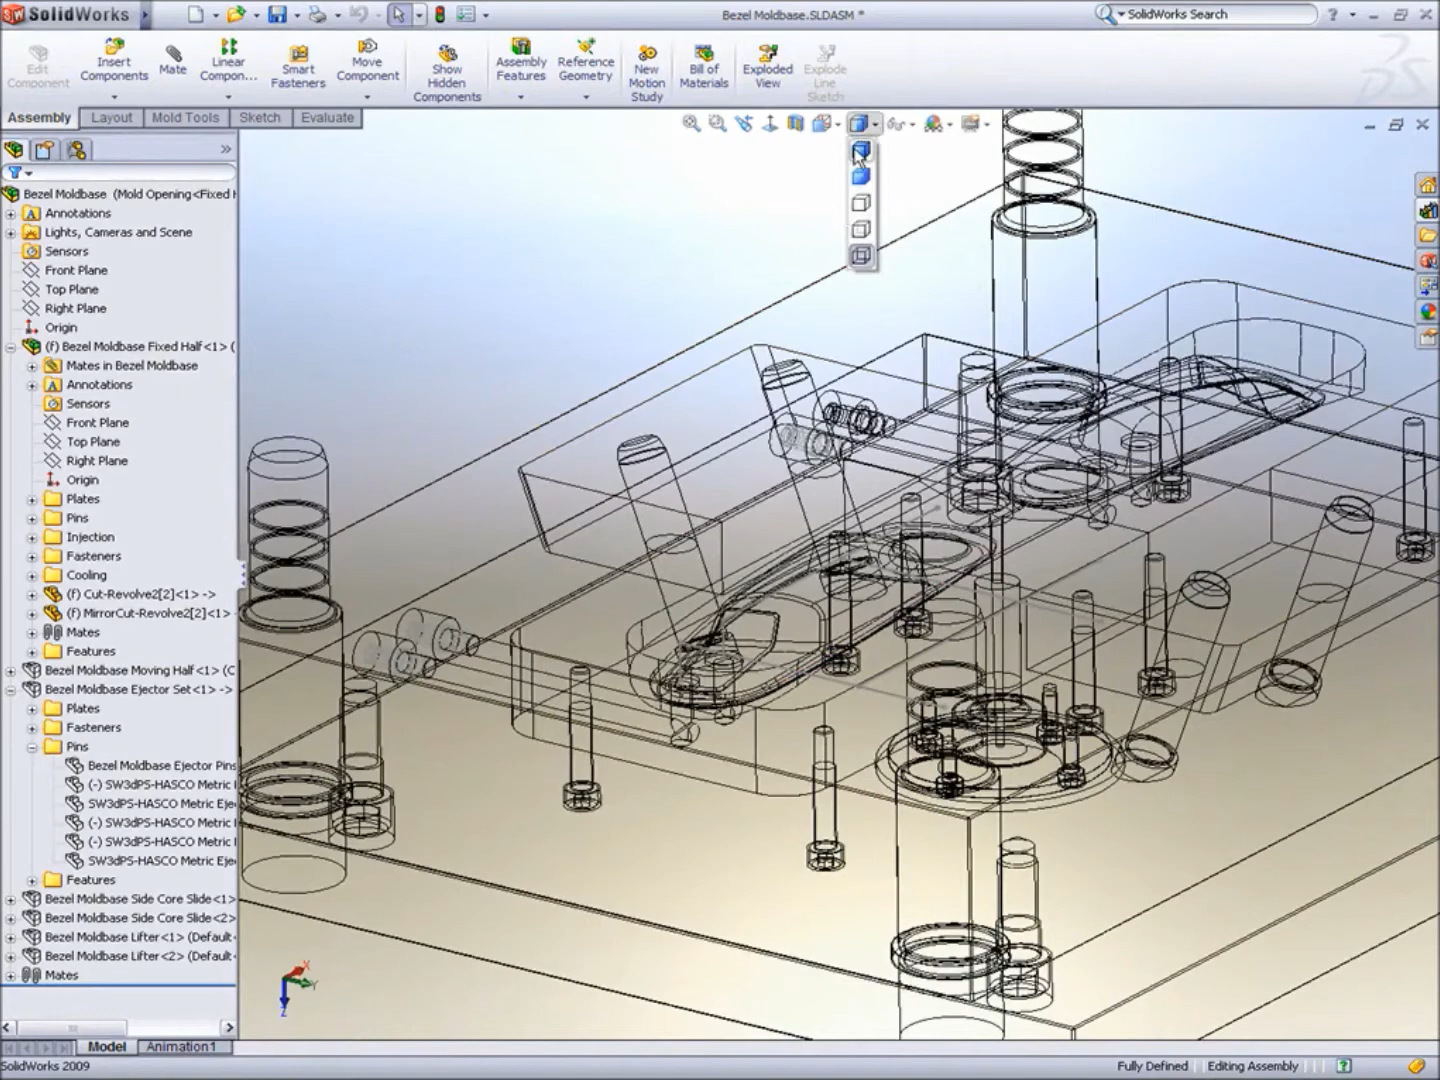 SolidWorks
Bezel Moldbase.SLDASM *
SolidWorks Search
?
Edit Component
Insert Components
Mate
Linear Compon...
Smart Fasteners
Move Component
Show Hidden Components
Assembly Features
Reference Geometry
New Motion Study
Bill of Materials
Exploded View
Explode Line Sketch
Assembly
Layout
Mold Tools
Sketch
Evaluate
»
Bezel Moldbase (Mold Opening<Fixed
Annotations
Lights, Cameras and Scene
Sensors
Front Plane
Top Plane
Right Plane
Origin
(f) Bezel Moldbase Fixed Half<1> (
Mates in Bezel Moldbase
Annotations
Sensors
Front Plane
Top Plane
Right Plane
Origin
Plates
Pins
Injection
Fasteners
Cooling
(f) Cut-Revolve2[2]<1> ->
(f) MirrorCut-Revolve2[2]<1>
Mates
Features
Bezel Moldbase Moving Half<1> (C
Bezel Moldbase Ejector Set<1> ->
Plates
Fasteners
Pins
Bezel Moldbase Ejector Pins
(-) SW3dPS-HASCO Metric
SW3dPS-HASCO Metric Eje
(-) SW3dPS-HASCO Metric
(-) SW3dPS-HASCO Metric
SW3dPS-HASCO Metric Eje
Features
Bezel Moldbase Side Core Slide<1>
Bezel Moldbase Side Core Slide<2>
Bezel Moldbase Lifter<1> (Default
Bezel Moldbase Lifter<2> (Default
Mates
X
Y
Z
Model
Animation1
SolidWorks 2009
Fully Defined
Editing Assembly
?